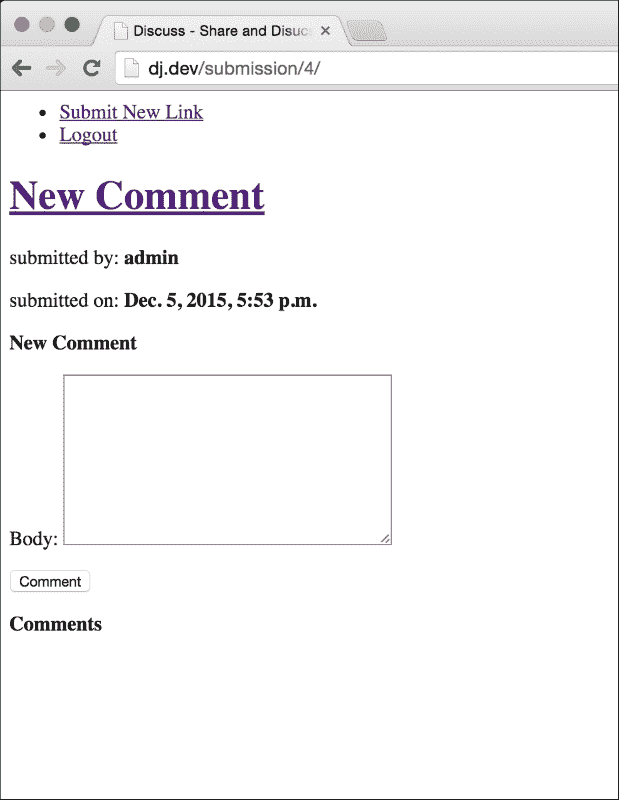 Discuss - Share and Disuc
dj.dev/submission/4/
Submit New Link
Logout
New Comment
submitted by: admin
submitted on: Dec. 5, 2015, 5:53 p.m.
New Comment
Body:
Comment
Comments